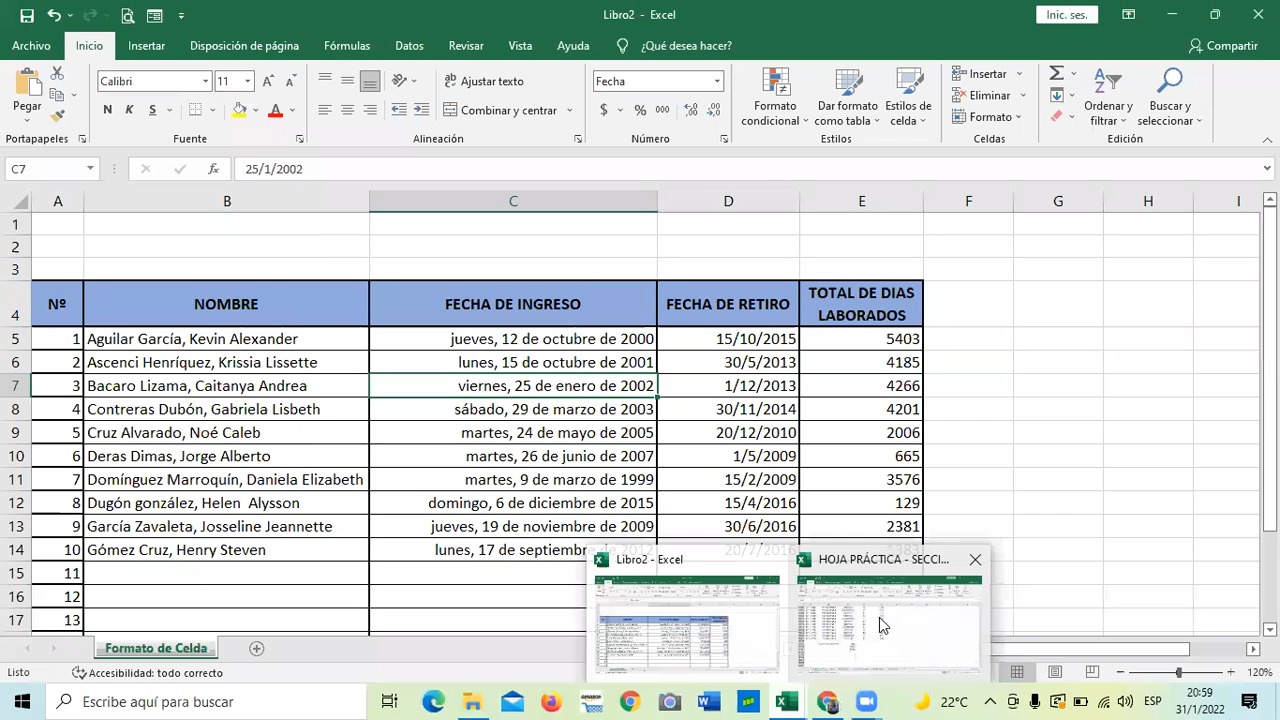 Libro2 - Excel
Inic. ses.
Archivo Inicio Insertar Disposición de página Fórmulas Datos Revisar Vista Ayuda ¿Qué desea hacer? Compartir
Pegar
Calibri 11
N K S
Ajustar texto
Combinar y centrar
Fecha
$ % 000
Formato condicional
Dar formato como tabla
Estilos de celda
Insertar
Eliminar
Formato
Ordenar y filtrar
Buscar y seleccionar
Portapapeles Fuente Alineación Número Estilos Celdas Edición
C7 fx 25/1/2002
A B C D E F G H I
1
2
3
4 Nº NOMBRE FECHA DE INGRESO FECHA DE RETIRO TOTAL DE DIAS LABORADOS
5 1 Aguilar García, Kevin Alexander jueves, 12 de octubre de 2000 15/10/2015 5403
6 2 Ascenci Henríquez, Krissia Lissette lunes, 15 de octubre de 2001 30/5/2013 4185
7 3 Bacaro Lizama, Caitanya Andrea viernes, 25 de enero de 2002 1/12/2013 4266
8 4 Contreras Dubón, Gabriela Lisbeth sábado, 29 de marzo de 2003 30/11/2014 4201
9 5 Cruz Alvarado, Noé Caleb martes, 24 de mayo de 2005 20/12/2010 2006
10 6 Deras Dimas, Jorge Alberto martes, 26 de junio de 2007 1/5/2009 665
11 7 Domínguez Marroquín, Daniela Elizabeth martes, 9 de marzo de 1999 15/2/2009 3576
12 8 Dugón gonzález, Helen Alysson domingo, 6 de diciembre de 2015 15/4/2016 129
13 9 García Zavaleta, Josseline Jeannette jueves, 19 de noviembre de 2009 30/6/2016 2381
14 10 Gómez Cruz, Henry Steven lunes, 17 de septiembre de 2012 20/7/2016 1383
15 11
16 12
17 13
Libro2 - Excel
HOJA PRÁCTICA - SECCI...
Formato de Celda
Listo Accesibilidad: todo correcto 120%
Escribe aquí para buscar
22°C ESP
20:59
31/1/2022